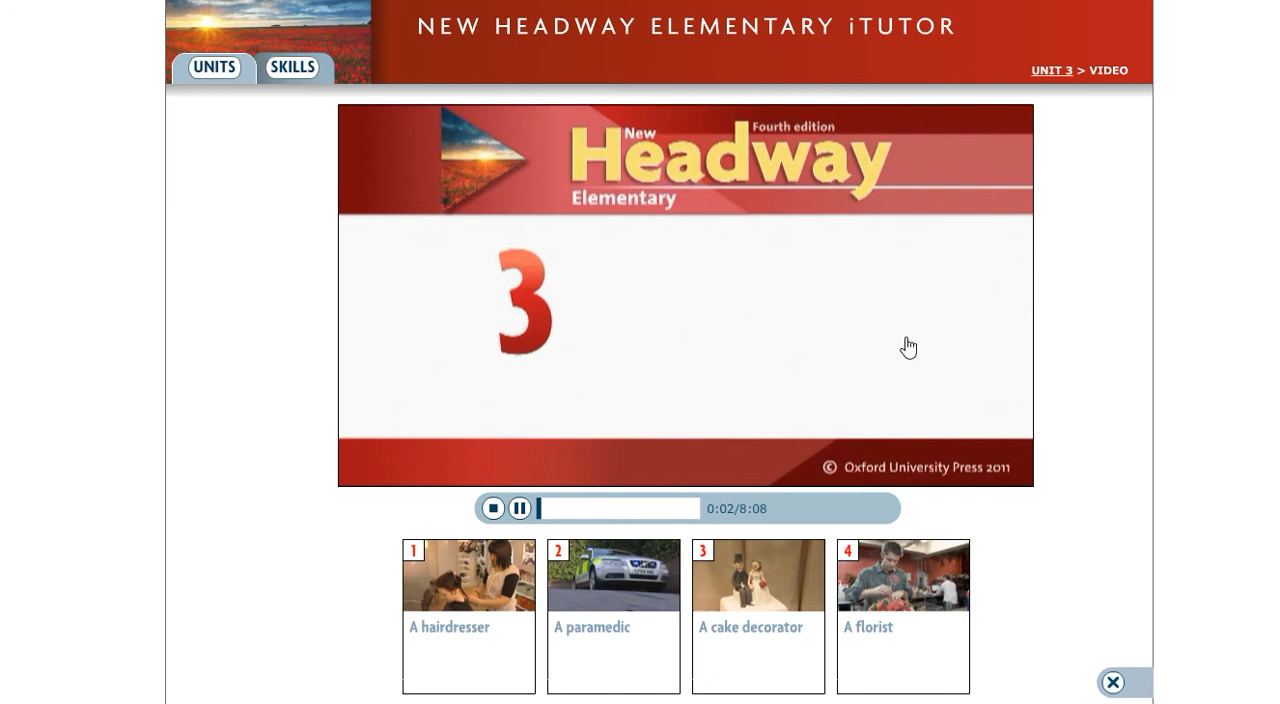 NEW HEADWAY ELEMENTARY iTUTOR
UNITS
SKILLS
UNIT 3 > VIDEO
New
Fourth edition
Headway
Elementary
3
© Oxford University Press 2011
0:02/8:08
1
2
3
4
A hairdresser
A paramedic
A cake decorator
A florist